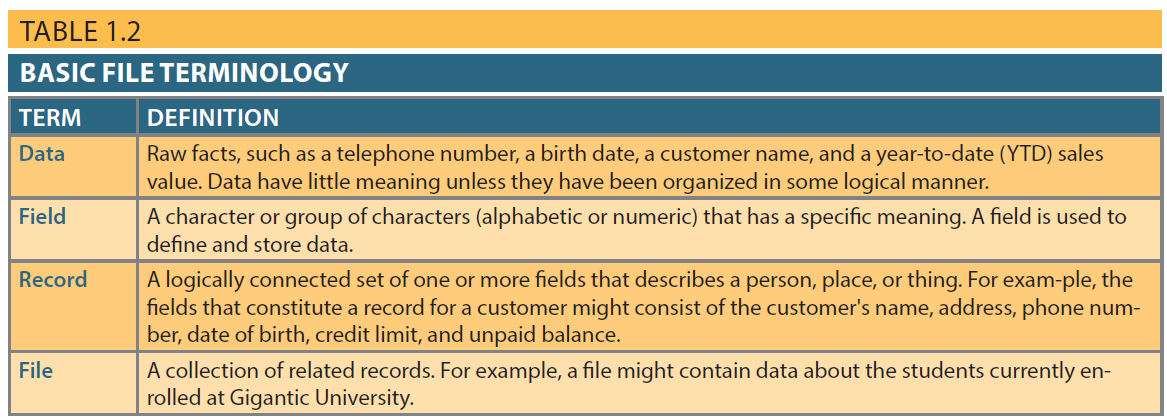 TABLE 1.2
BASIC FILE TERMINOLOGY
TERM DEFINITION
Data Raw facts, such as a telephone number, a birth date, a customer name, and a year-to-date (YTD) sales
value. Data have little meaning unless they have been organized in some logical manner.
Field A character or group of characters (alphabetic or numeric) that has a specific meaning. A field is used to
define and store data.
Record A logically connected set of one or more fields that describes a person, place, or thing. For exam-ple, the
fields that constitute a record for a customer might consist of the customer's name, address, phone num-
ber, date of birth, credit limit, and unpaid balance.
File A collection of related records. For example, a file might contain data about the students currently en-
rolled at Gigantic University.